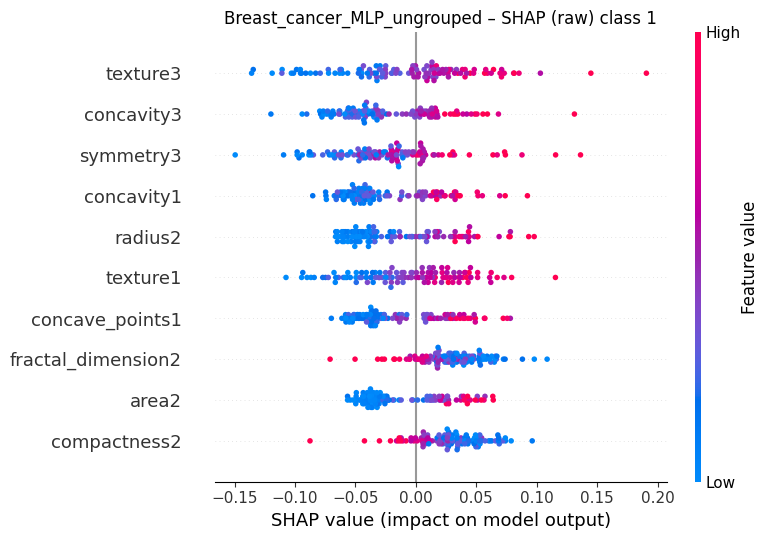 Breast_cancer_MLP_ungrouped – SHAP (raw) class 1
High
texture3
concavity3
symmetry3
concavity1
radius2
texture1
concave_points1
fractal_dimension2
area2
compactness2
Feature value
Low
−0.15 −0.10 −0.05 0.00 0.05 0.10 0.15 0.20
SHAP value (impact on model output)